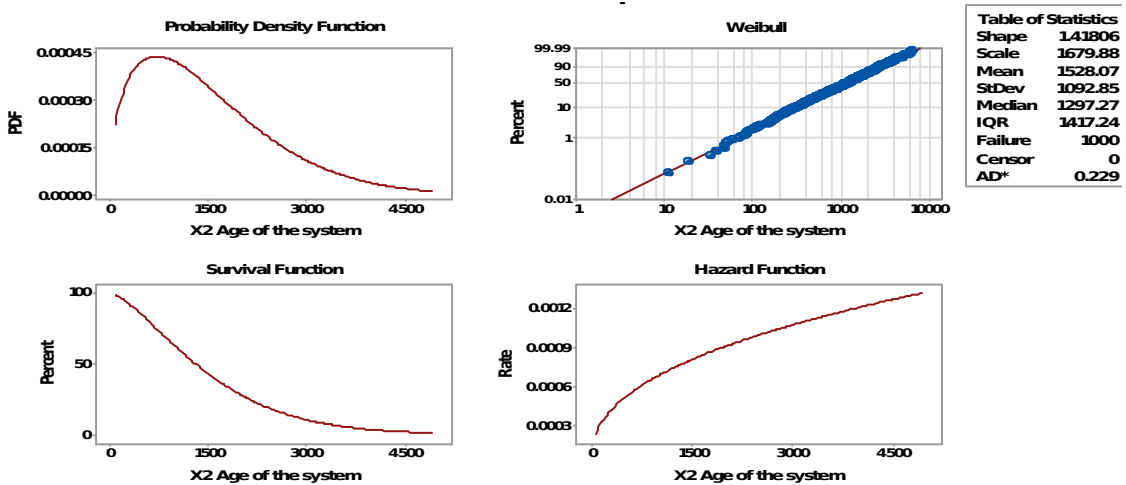 Probability Density Function
0.00045
0.00030
0.00015
0.00000
PDF
0 1500 3000 4500
X2 Age of the system
Weibull
99.99
90
50
10
1
0.01
Percent
1 10 100 1000 10000
X2 Age of the system
Table of Statistics
Shape 1.41806
Scale 1679.88
Mean 1528.07
StDev 1092.85
Median 1297.27
IQR 1417.24
Failure 1000
Censor 0
AD* 0.229
Survival Function
100
50
0
Percent
0 1500 3000 4500
X2 Age of the system
Hazard Function
0.0012
0.0009
0.0006
0.0003
Rate
0 1500 3000 4500
X2 Age of the system